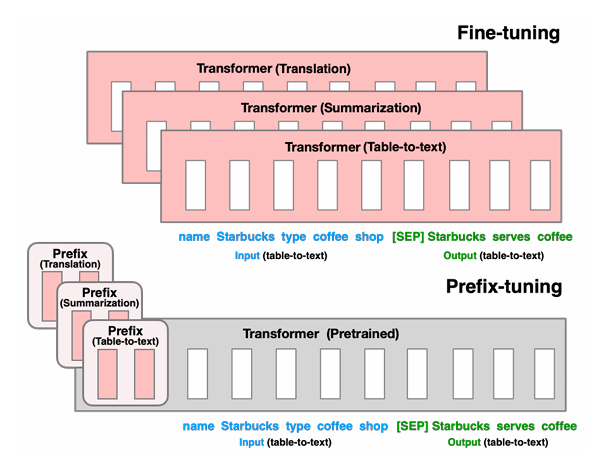 Fine-tuning
Transformer (Translation)
Transformer (Summarization)
Transformer (Table-to-text)
name Starbucks type coffee shop [SEP] Starbucks serves coffee
Input (table-to-text) Output (table-to-text)
Prefix-tuning
Prefix
(Translation)
Prefix
(Summarization)
Prefix
(Table-to-text)
Transformer (Pretrained)
name Starbucks type coffee shop [SEP] Starbucks serves coffee
Input (table-to-text) Output (table-to-text)